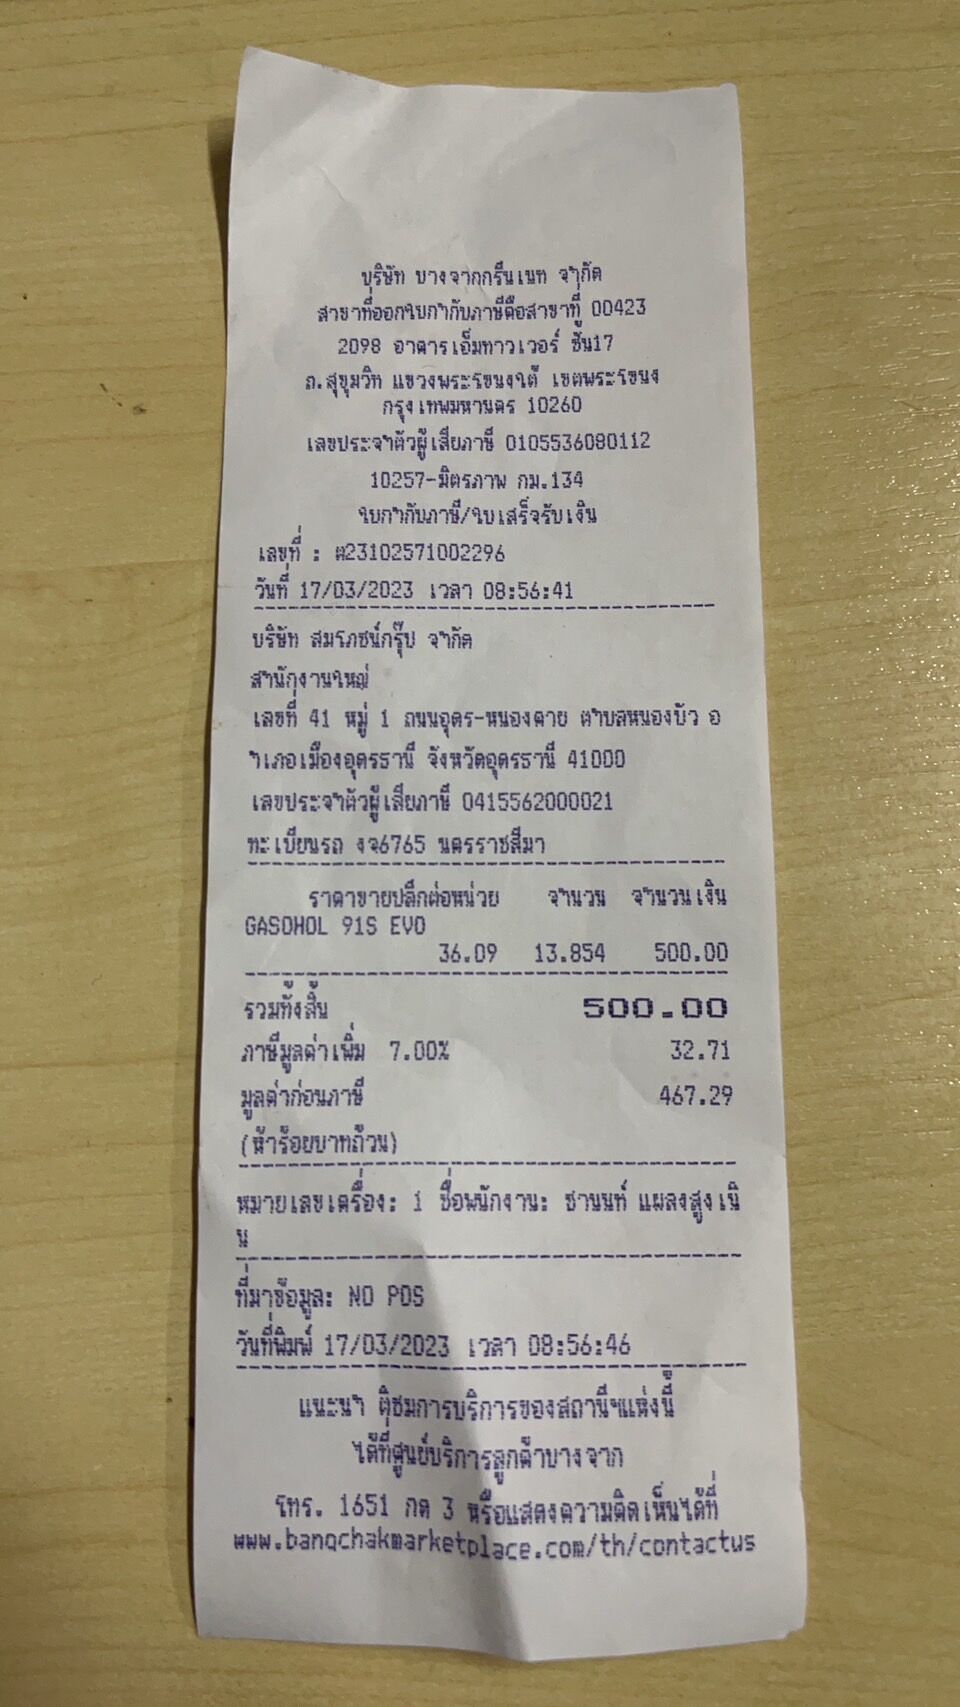 บริษัท บางจากกรีนเนท จำกัด
สาขาที่ออกใบกำกับภาษีคือสาขาที่ 00423
2098 อาคารเอ็มทาวเวอร์ ชั้น17
ถ.สุขุมวิท แขวงพระโขนงใต้ เขตพระโขนง
กรุงเทพมหานคร 10260
เลขประจำตัวผู้เสียภาษี 0105536080112
10257-มิตรภาพ กม.134
ใบกำกับภาษี/ใบเสร็จรับเงิน
เลขที่ : ต23102571002296
วันที่ 17/03/2023 เวลา 08:56:41
บริษัท สมโภชน์กรุ๊ป จำกัด
สำนักงานใหญ่
เลขที่ 41 หมู่ 1 ถนนอุดร-หนองคาย ตำบลหนองบัว อ
ำเภอเมืองอุดรธานี จังหวัดอุดรธานี 41000
เลขประจำตัวผู้เสียภาษี 0415562000021
ทะเบียนรถ งจ6765 นครราชสีมา
ราคาขายปลีกต่อหน่วย จำนวน จำนวนเงิน
GASOHOL 91S EVO
36.09 13.854 500.00
รวมทั้งสิ้น 500.00
ภาษีมูลค่าเพิ่ม 7.00% 32.71
มูลค่าก่อนภาษี 467.29
(ห้าร้อยบาทถ้วน)
หมายเลขเครื่อง: 1 ชื่อพนักงาน: ชานนท์ แผลงสูงเนิ
น
ที่มาข้อมูล: NO POS
วันที่พิมพ์ 17/03/2023 เวลา 08:56:46
แนะนำ ติชมการบริการของสถานีฯแห่งนี้
ได้ที่ศูนย์บริการลูกค้าบางจาก
โทร. 1651 กด 3 หรือแสดงความคิดเห็นได้ที่
www.bangchakmarketplace.com/th/contactus